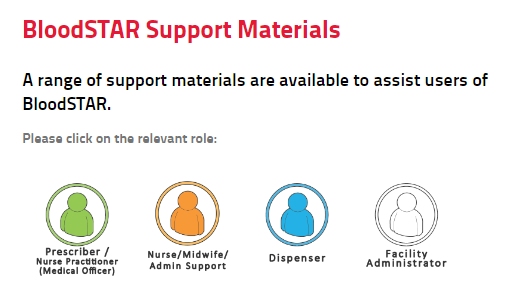 BloodSTAR Support Materials
A range of support materials are available to assist users of
BloodSTAR.
Please click on the relevant role:
Prescriber /
Nurse Practitioner
(Medical Officer)
Nurse/Midwife/
Admin Support
Dispenser
Facility
Administrator